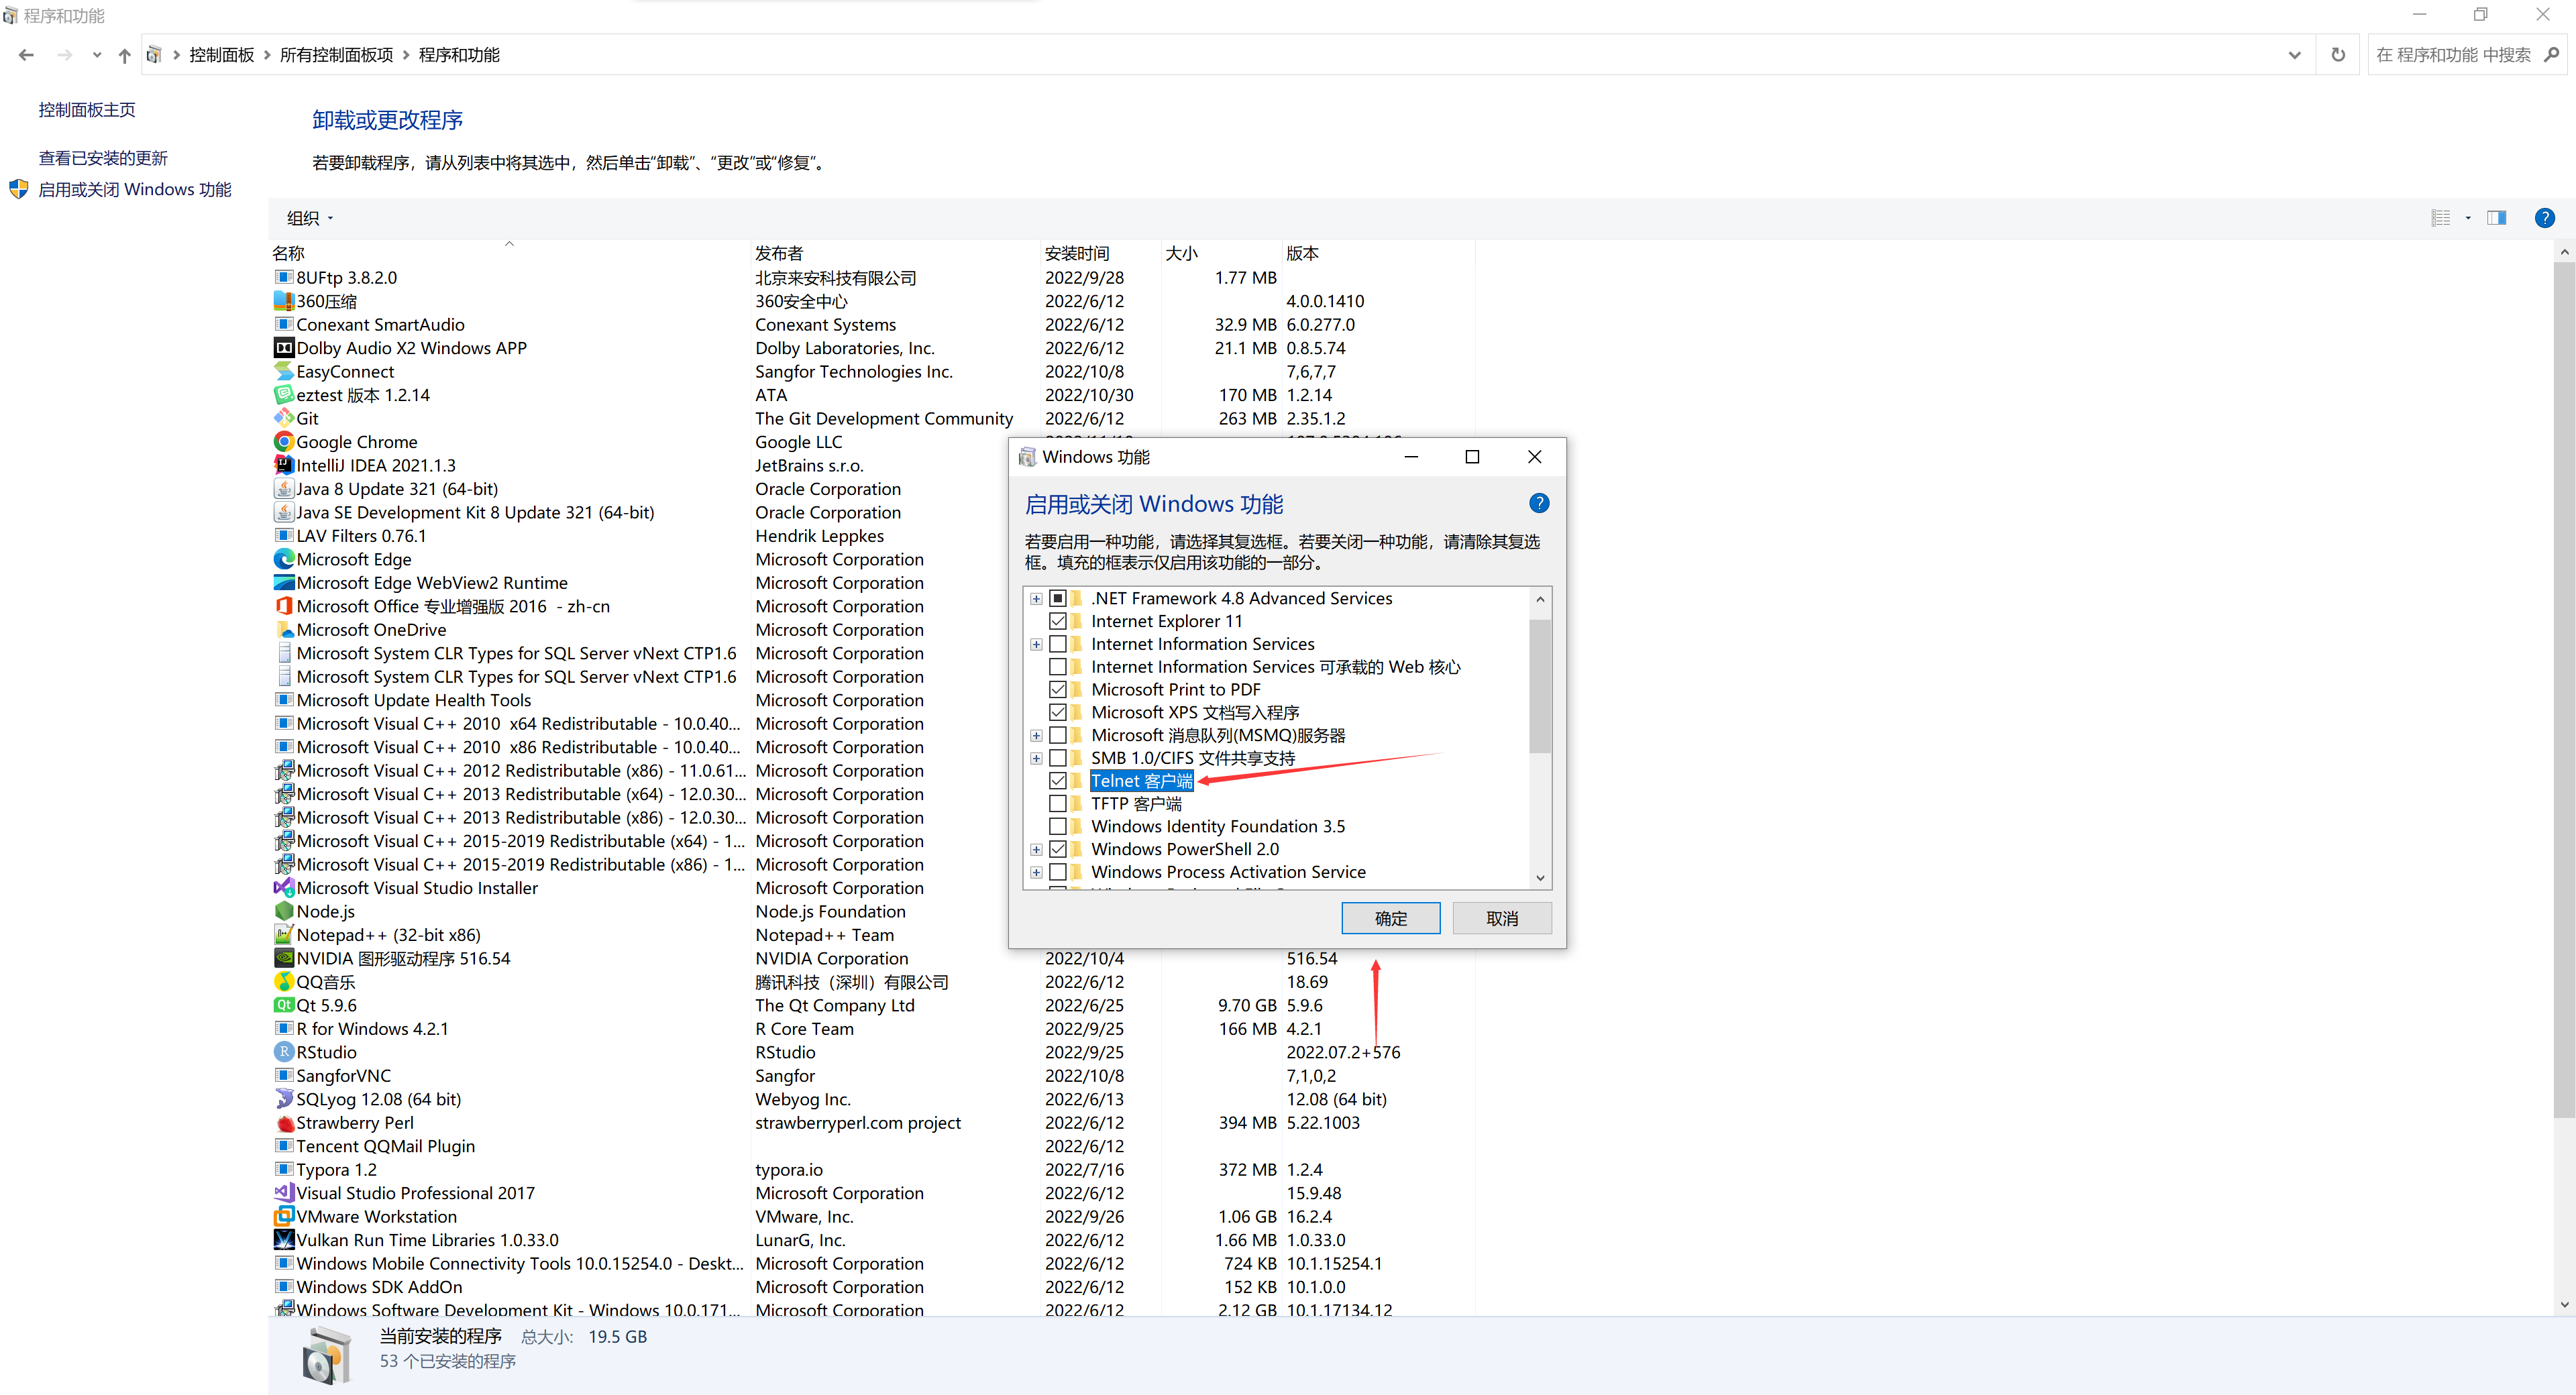 程序和功能
控制面板 > 所有控制面板项 > 程序和功能
在 程序和功能 中搜索
控制面板主页
查看已安装的更新
启用或关闭 Windows 功能
卸载或更改程序
若要卸载程序，请从列表中将其选中，然后单击“卸载”、“更改”或“修复”。
组织
名称 发布者 安装时间 大小 版本
8UFtp 3.8.2.0 北京来安科技有限公司 2022/9/28 1.77 MB
360压缩 360安全中心 2022/6/12 4.0.0.1410
Conexant SmartAudio Conexant Systems 2022/6/12 32.9 MB 6.0.277.0
Dolby Audio X2 Windows APP Dolby Laboratories, Inc. 2022/6/12 21.1 MB 0.8.5.74
EasyConnect Sangfor Technologies Inc. 2022/10/8 7,6,7,7
eztest 版本 1.2.14 ATA 2022/10/30 170 MB 1.2.14
Git The Git Development Community 2022/6/12 263 MB 2.35.1.2
Google Chrome Google LLC
IntelliJ IDEA 2021.1.3 JetBrains s.r.o.
Java 8 Update 321 (64-bit) Oracle Corporation
Java SE Development Kit 8 Update 321 (64-bit) Oracle Corporation
LAV Filters 0.76.1 Hendrik Leppkes
Microsoft Edge Microsoft Corporation
Microsoft Edge WebView2 Runtime Microsoft Corporation
Microsoft Office 专业增强版 2016 - zh-cn Microsoft Corporation
Microsoft OneDrive Microsoft Corporation
Microsoft System CLR Types for SQL Server vNext CTP1.6 Microsoft Corporation
Microsoft System CLR Types for SQL Server vNext CTP1.6 Microsoft Corporation
Microsoft Update Health Tools Microsoft Corporation
Microsoft Visual C++ 2010 x64 Redistributable - 10.0.40... Microsoft Corporation
Microsoft Visual C++ 2010 x86 Redistributable - 10.0.40... Microsoft Corporation
Microsoft Visual C++ 2012 Redistributable (x86) - 11.0.61... Microsoft Corporation
Microsoft Visual C++ 2013 Redistributable (x64) - 12.0.30... Microsoft Corporation
Microsoft Visual C++ 2013 Redistributable (x86) - 12.0.30... Microsoft Corporation
Microsoft Visual C++ 2015-2019 Redistributable (x64) - 1... Microsoft Corporation
Microsoft Visual C++ 2015-2019 Redistributable (x86) - 1... Microsoft Corporation
Microsoft Visual Studio Installer Microsoft Corporation
Node.js Node.js Foundation
Notepad++ (32-bit x86) Notepad++ Team
NVIDIA 图形驱动程序 516.54 NVIDIA Corporation 2022/10/4 516.54
QQ音乐 腾讯科技（深圳）有限公司 2022/6/12 18.69
Qt 5.9.6 The Qt Company Ltd 2022/6/25 9.70 GB 5.9.6
R for Windows 4.2.1 R Core Team 2022/9/25 166 MB 4.2.1
RStudio RStudio 2022/9/25 2022.07.2+576
SangforVNC Sangfor 2022/10/8 7,1,0,2
SQLyog 12.08 (64 bit) Webyog Inc. 2022/6/13 12.08 (64 bit)
Strawberry Perl strawberryperl.com project 2022/6/12 394 MB 5.22.1003
Tencent QQMail Plugin 2022/6/12
Typora 1.2 typora.io 2022/7/16 372 MB 1.2.4
Visual Studio Professional 2017 Microsoft Corporation 2022/6/12 15.9.48
VMware Workstation VMware, Inc. 2022/9/26 1.06 GB 16.2.4
Vulkan Run Time Libraries 1.0.33.0 LunarG, Inc. 2022/6/12 1.66 MB 1.0.33.0
Windows Mobile Connectivity Tools 10.0.15254.0 - Deskt... Microsoft Corporation 2022/6/12 724 KB 10.1.15254.1
Windows SDK AddOn Microsoft Corporation 2022/6/12 152 KB 10.1.0.0
Windows Software Development Kit - Windows 10.0.171... Microsoft Corporation 2022/6/12 2.12 GB 10.1.17134.12
当前安装的程序 总大小: 19.5 GB
53 个已安装的程序
Windows 功能
启用或关闭 Windows 功能
若要启用一种功能，请选择其复选框。若要关闭一种功能，请清除其复选
框。填充的框表示仅启用该功能的一部分。
.NET Framework 4.8 Advanced Services
Internet Explorer 11
Internet Information Services
Internet Information Services 可承载的 Web 核心
Microsoft Print to PDF
Microsoft XPS 文档写入程序
Microsoft 消息队列(MSMQ)服务器
SMB 1.0/CIFS 文件共享支持
Telnet 客户端
TFTP 客户端
Windows Identity Foundation 3.5
Windows PowerShell 2.0
Windows Process Activation Service
确定
取消